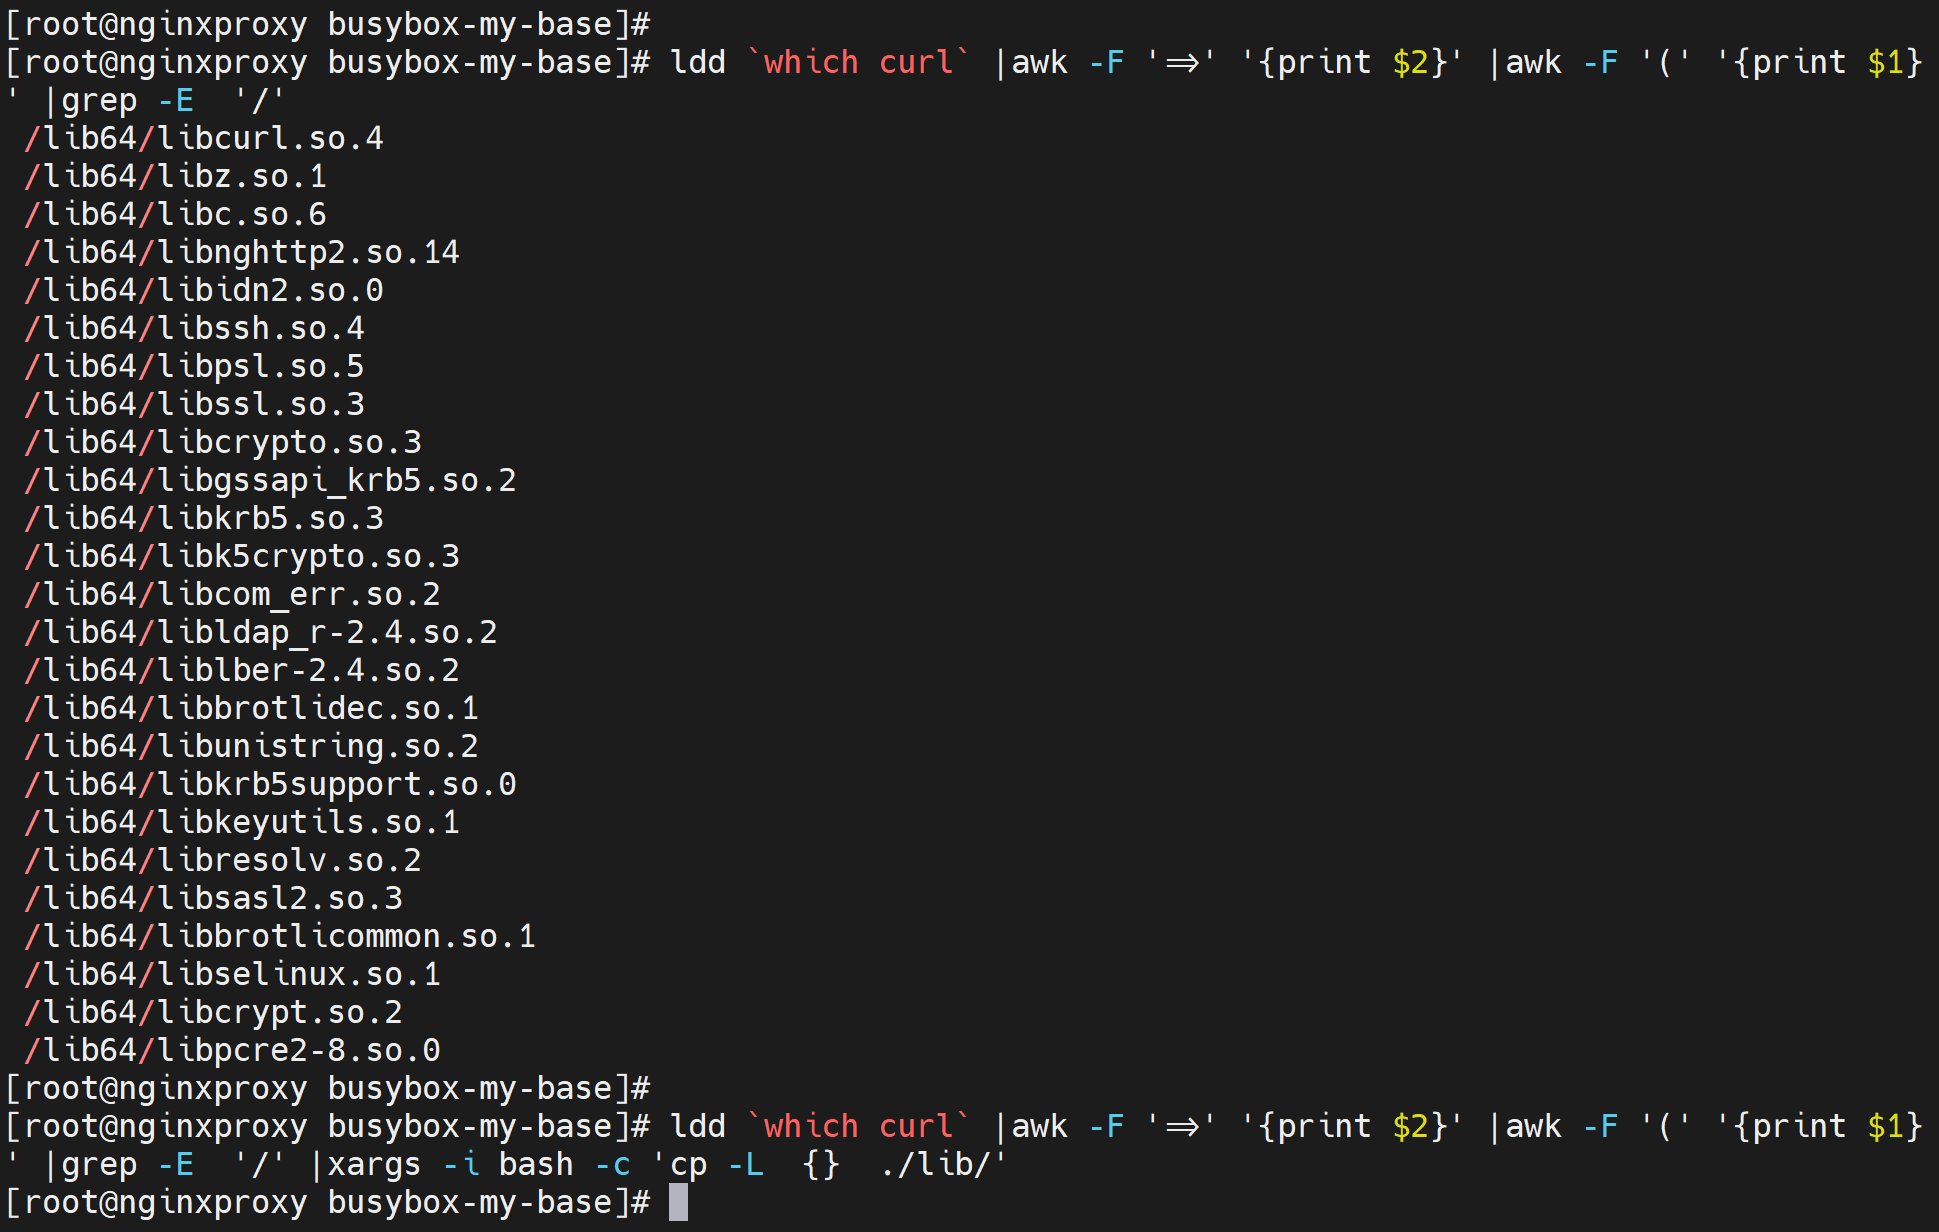 [root@nginxproxy busybox-my-base]#
[root@nginxproxy busybox-my-base]# ldd `which curl` |awk -F '=>' '{print $2}' |awk -F '(' '{print $1}
' |grep -E  '/'
 /lib64/libcurl.so.4
 /lib64/libz.so.1
 /lib64/libc.so.6
 /lib64/libnghttp2.so.14
 /lib64/libidn2.so.0
 /lib64/libssh.so.4
 /lib64/libpsl.so.5
 /lib64/libssl.so.3
 /lib64/libcrypto.so.3
 /lib64/libgssapi_krb5.so.2
 /lib64/libkrb5.so.3
 /lib64/libk5crypto.so.3
 /lib64/libcom_err.so.2
 /lib64/libldap_r-2.4.so.2
 /lib64/liblber-2.4.so.2
 /lib64/libbrotlidec.so.1
 /lib64/libunistring.so.2
 /lib64/libkrb5support.so.0
 /lib64/libkeyutils.so.1
 /lib64/libresolv.so.2
 /lib64/libsasl2.so.3
 /lib64/libbrotlicommon.so.1
 /lib64/libselinux.so.1
 /lib64/libcrypt.so.2
 /lib64/libpcre2-8.so.0
[root@nginxproxy busybox-my-base]#
[root@nginxproxy busybox-my-base]# ldd `which curl` |awk -F '=>' '{print $2}' |awk -F '(' '{print $1}
' |grep -E  '/' |xargs -i bash -c 'cp -L  {}  ./lib/'
[root@nginxproxy busybox-my-base]#